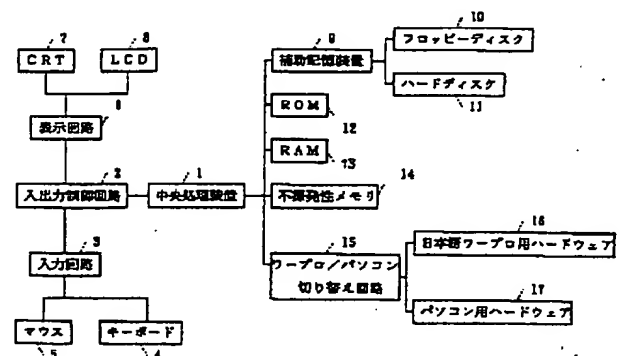 7
8
CRT
LCD
表示回路
2
入出力制御回路
1
中央処理装置
3
入力回路
マウス
5
キーボード
4
9
補助記憶装置
10
フロッピーディスク
ハードディスク
11
ROM
12
RAM
13
14
不揮発性メモリ
15
ワープロ/パソコン
切り替え回路
16
日本語ワープロ用ハードウェア
17
パソコン用ハードウェア